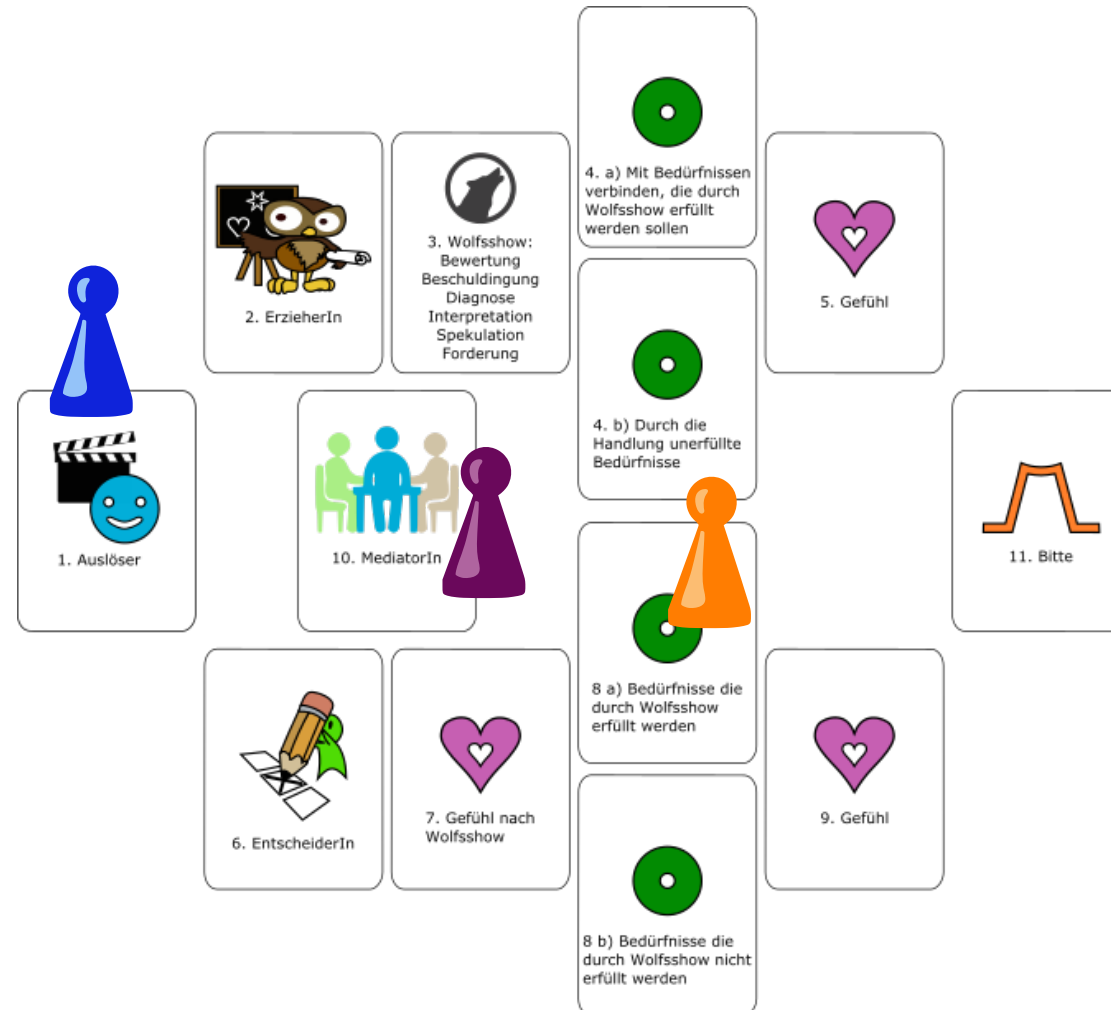 1. Auslöser
2. ErzieherIn
3. Wolfsshow:
Bewertung
Beschuldingung
Diagnose
Interpretation
Spekulation
Forderung
4. a) Mit Bedürfnissen
verbinden, die durch
Wolfsshow erfüllt
werden sollen
4. b) Durch die
Handlung unerfüllte
Bedürfnisse
5. Gefühl
6. EntscheiderIn
7. Gefühl nach
Wolfsshow
8 a) Bedürfnisse die
durch Wolfsshow
erfüllt werden
8 b) Bedürfnisse die
durch Wolfsshow nicht
erfüllt werden
9. Gefühl
10. MediatorIn
11. Bitte